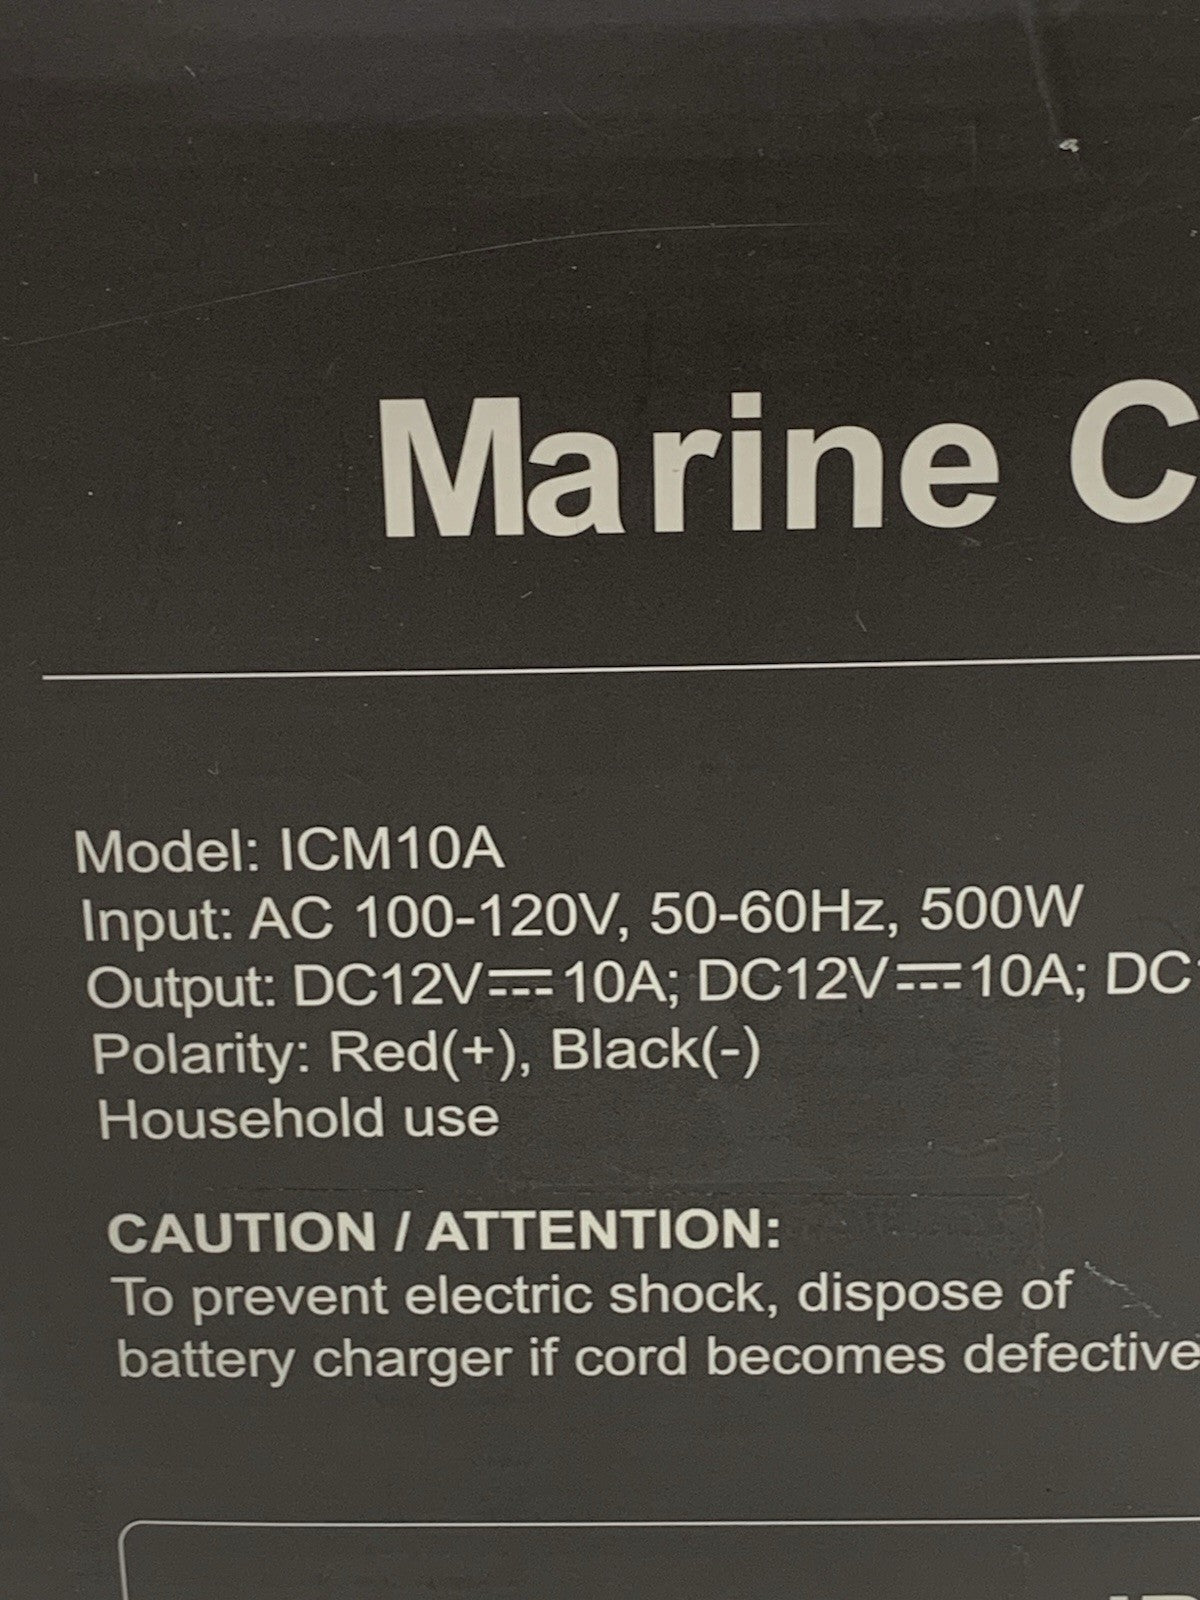 Marine C
Model: ICM10A
Input: AC 100-120V, 50-60Hz, 500W
Output: DC12V⎓10A; DC12V⎓10A; DC
Polarity: Red(+), Black(-)
Household use
CAUTION / ATTENTION:
To prevent electric shock, dispose of
battery charger if cord becomes defective